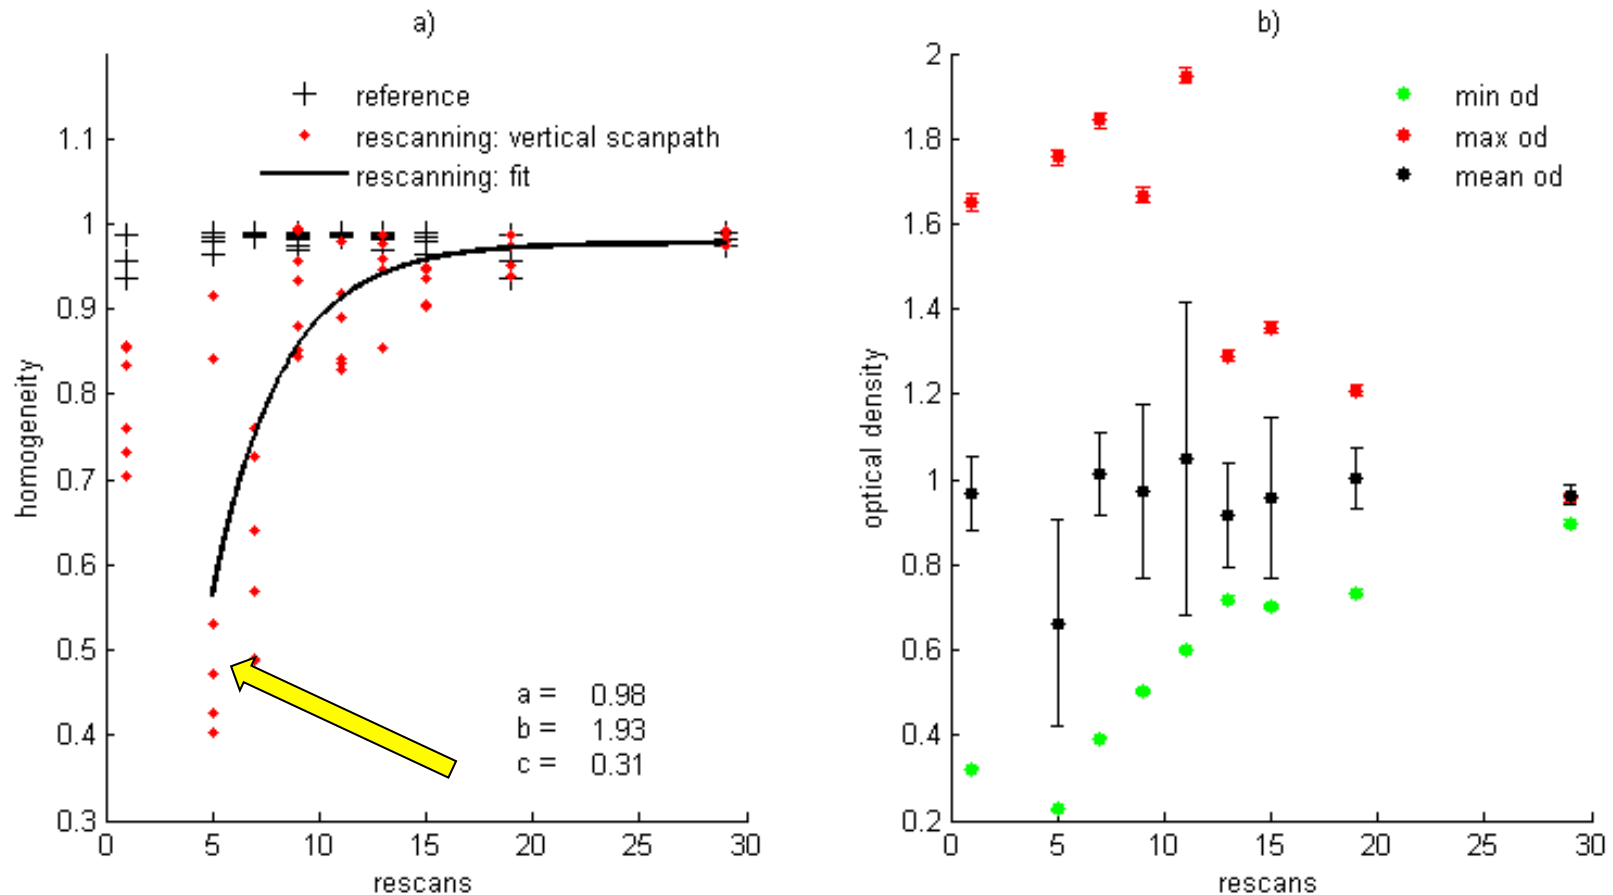 a)
reference
rescanning: vertical scanpath
rescanning: fit
1.1
1
0.9
0.8
0.7
0.6
0.5
0.4
0.3
homogeneity
a = 0.98
b = 1.93
c = 0.31
0 5 10 15 20 25 30
rescans
b)
min od
max od
mean od
2
1.8
1.6
1.4
1.2
1
0.8
0.6
0.4
0.2
optical density
0 5 10 15 20 25 30
rescans